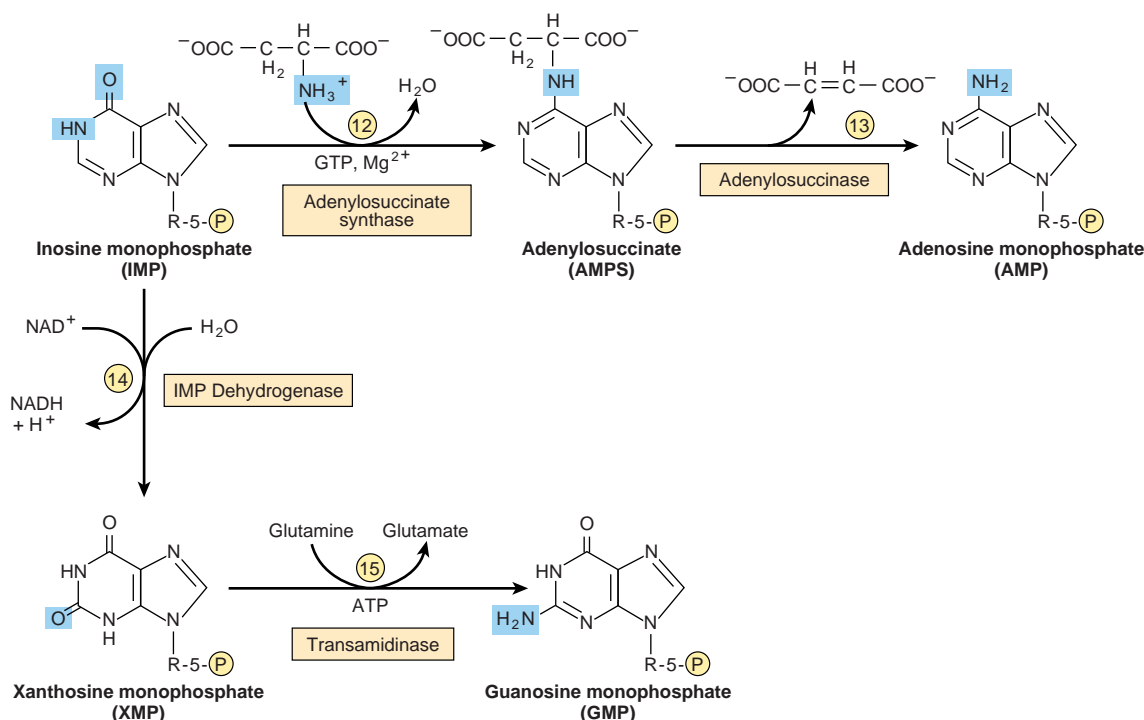 ⁻OOC C H₂ H C COO⁻
NH₃⁺
H₂O
12
GTP, Mg²⁺
Adenylosuccinate
synthase
O
HN
N
N
N
R-5-P
Inosine monophosphate
(IMP)
⁻OOC C H₂ H C COO⁻
NH
N
N
N
N
R-5-P
Adenylosuccinate
(AMPS)
⁻OOC H C C H COO⁻
13
Adenylosuccinase
NH₂
N
N
N
N
R-5-P
Adenosine monophosphate
(AMP)
NAD⁺
H₂O
14
IMP Dehydrogenase
NADH
+ H⁺
O
HN
O
N
H
N
N
R-5-P
Xanthosine monophosphate
(XMP)
Glutamine
Glutamate
15
ATP
Transamidinase
O
HN
H₂N
N
N
N
R-5-P
Guanosine monophosphate
(GMP)